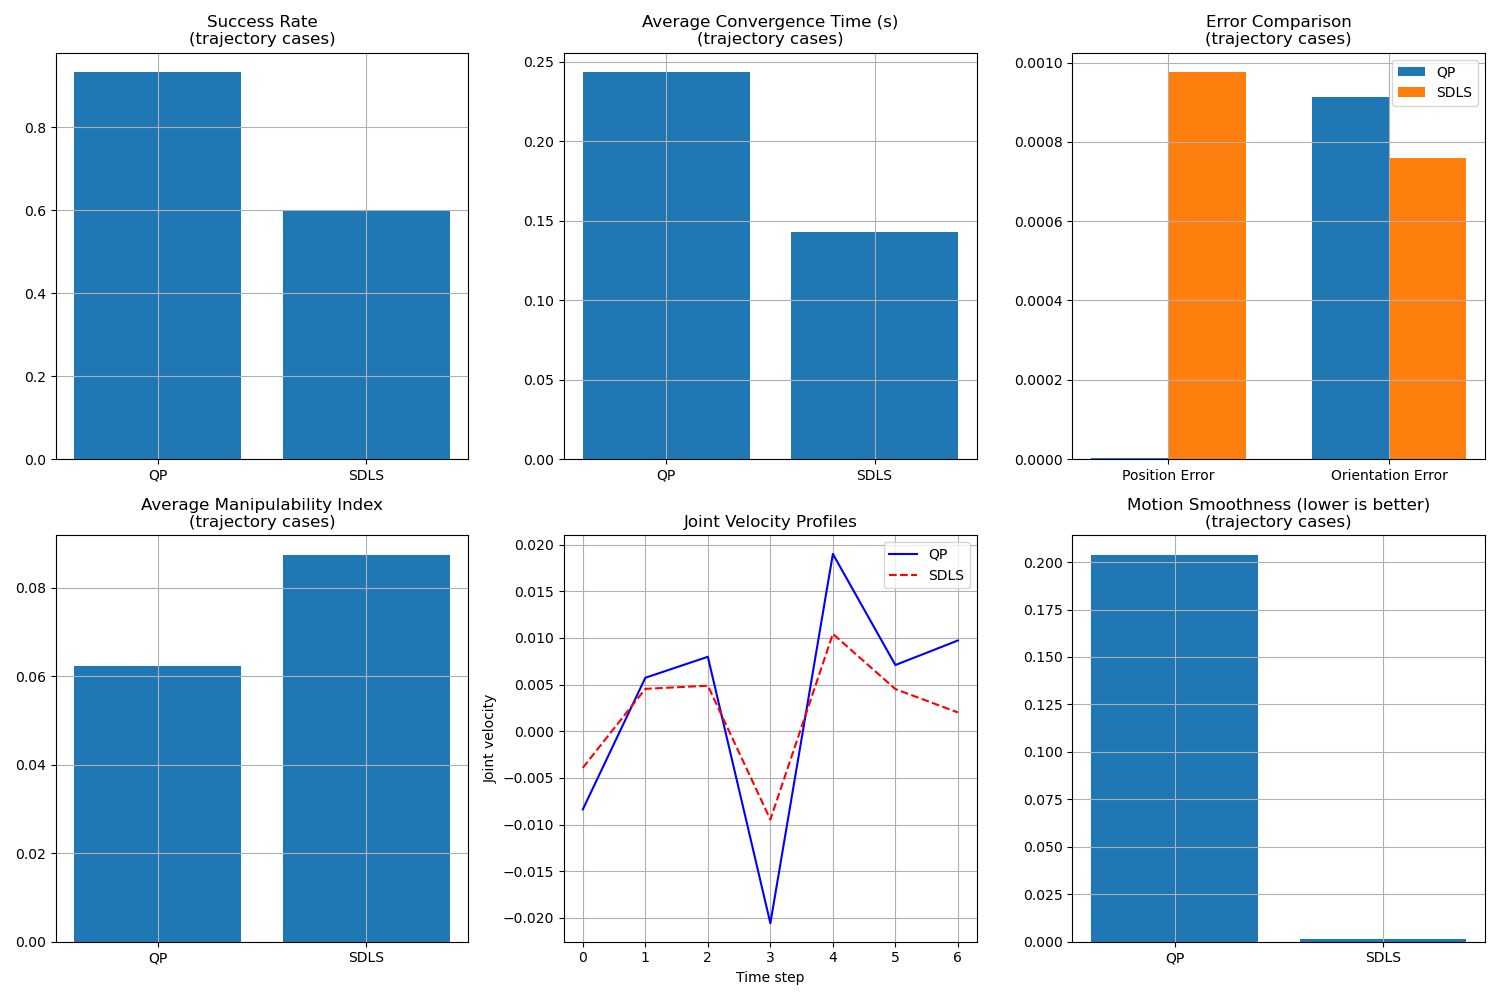 Success Rate
(trajectory cases)
0.8
0.6
0.4
0.2
0.0
QP
SDLS
Average Convergence Time (s)
(trajectory cases)
0.25
0.20
0.15
0.10
0.05
0.00
QP
SDLS
Error Comparison
(trajectory cases)
0.0010
0.0008
0.0006
0.0004
0.0002
0.0000
QP
SDLS
Position Error
Orientation Error
Average Manipulability Index
(trajectory cases)
0.08
0.06
0.04
0.02
0.00
QP
SDLS
Joint Velocity Profiles
0.020
0.015
0.010
0.005
0.000
−0.005
−0.010
−0.015
−0.020
Joint velocity
QP
SDLS
0
1
2
3
4
5
6
Time step
Motion Smoothness (lower is better)
(trajectory cases)
0.200
0.175
0.150
0.125
0.100
0.075
0.050
0.025
0.000
QP
SDLS